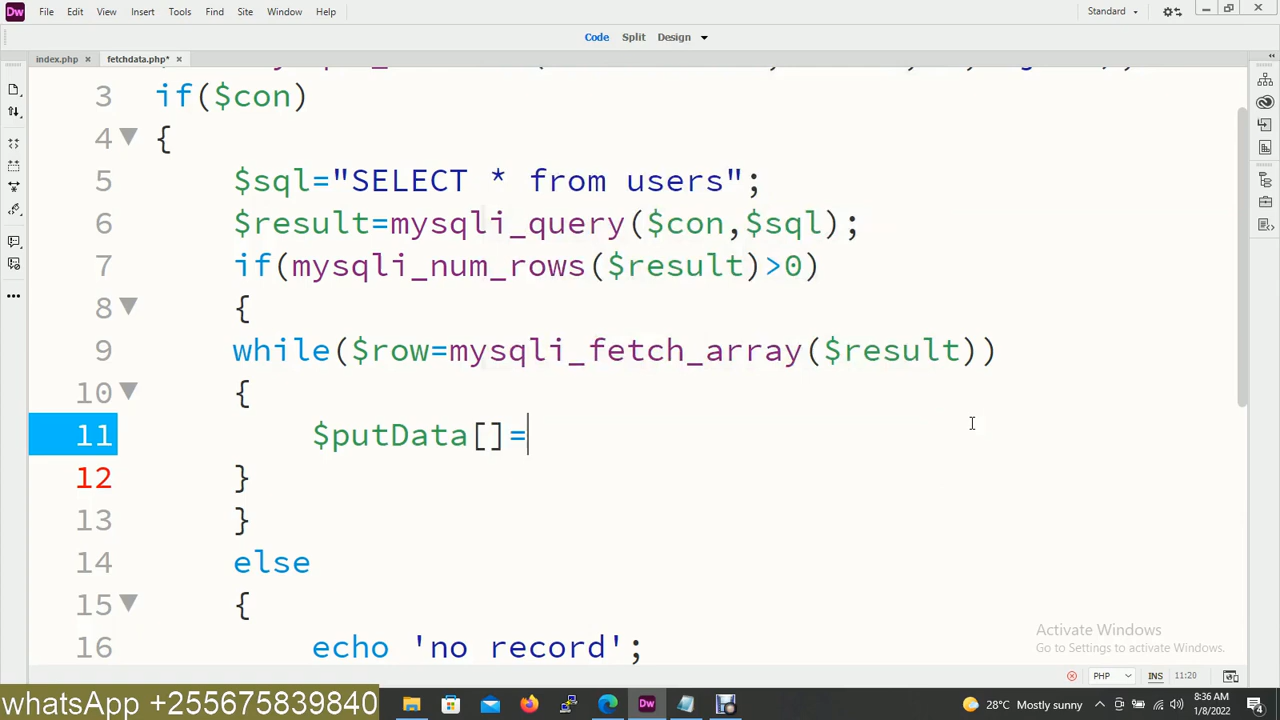 Dw File Edit View Insert Tools Find Site Window Help Standard
Code Split Design
index.php fetchdata.php*
3 if($con)
4 {
5 $sql="SELECT * from users";
6 $result=mysqli_query($con,$sql);
7 if(mysqli_num_rows($result)>0)
8 {
9 while($row=mysqli_fetch_array($result))
10 {
11 $putData[]=
12 }
13 }
14 else
15 {
16 echo 'no record';
Activate Windows
Go to Settings to activate Windows.
PHP INS 11:20
whatsApp +255675839840
Dw
28°C Mostly sunny
8:36 AM
1/8/2022
4